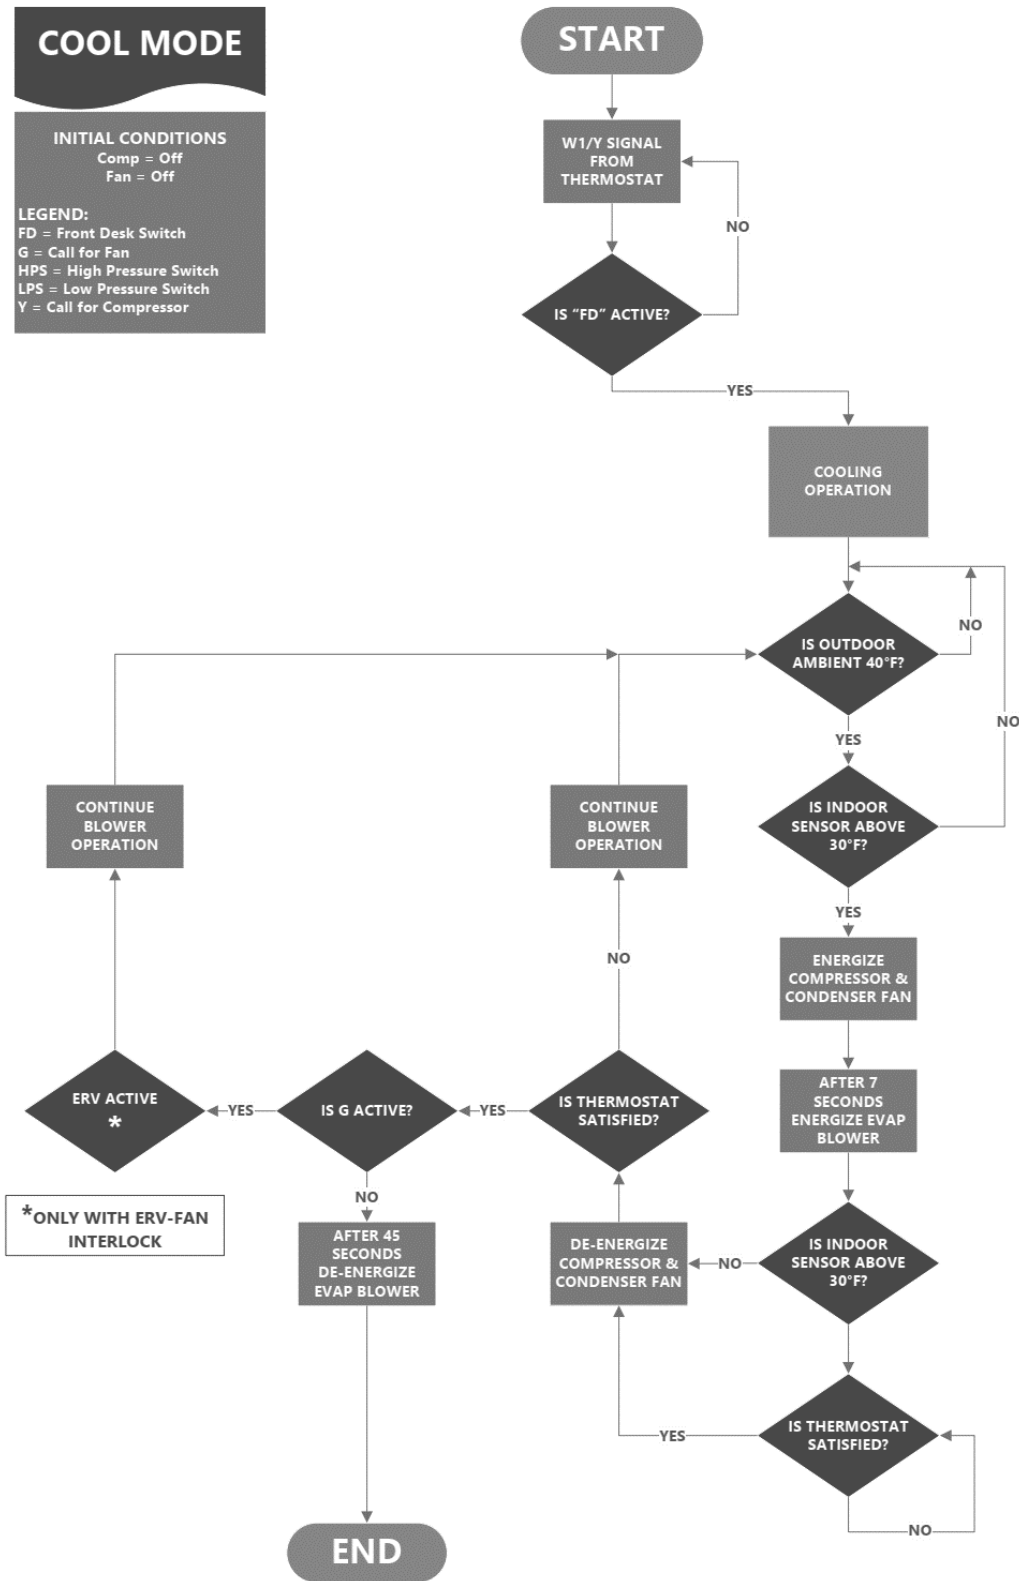 COOL MODE
INITIAL CONDITIONS
Comp = Off
Fan = Off
LEGEND:
FD = Front Desk Switch
G = Call for Fan
HPS = High Pressure Switch
LPS = Low Pressure Switch
Y = Call for Compressor
START
W1/Y SIGNAL
FROM
THERMOSTAT
NO
IS “FD” ACTIVE?
YES
COOLING
OPERATION
IS OUTDOOR
AMBIENT 40°F?
NO
NO
YES
IS INDOOR
SENSOR ABOVE
30°F?
YES
ENERGIZE
COMPRESSOR &
CONDENSER FAN
AFTER 7
SECONDS
ENERGIZE EVAP
BLOWER
IS INDOOR
SENSOR ABOVE
30°F?
NO
IS THERMOSTAT
SATISFIED?
NO
YES
DE-ENERGIZE
COMPRESSOR &
CONDENSER FAN
IS THERMOSTAT
SATISFIED?
NO
CONTINUE
BLOWER
OPERATION
YES
IS G ACTIVE?
NO
AFTER 45
SECONDS
DE-ENERGIZE
EVAP BLOWER
END
YES
ERV ACTIVE
*
*ONLY WITH ERV-FAN
INTERLOCK
CONTINUE
BLOWER
OPERATION